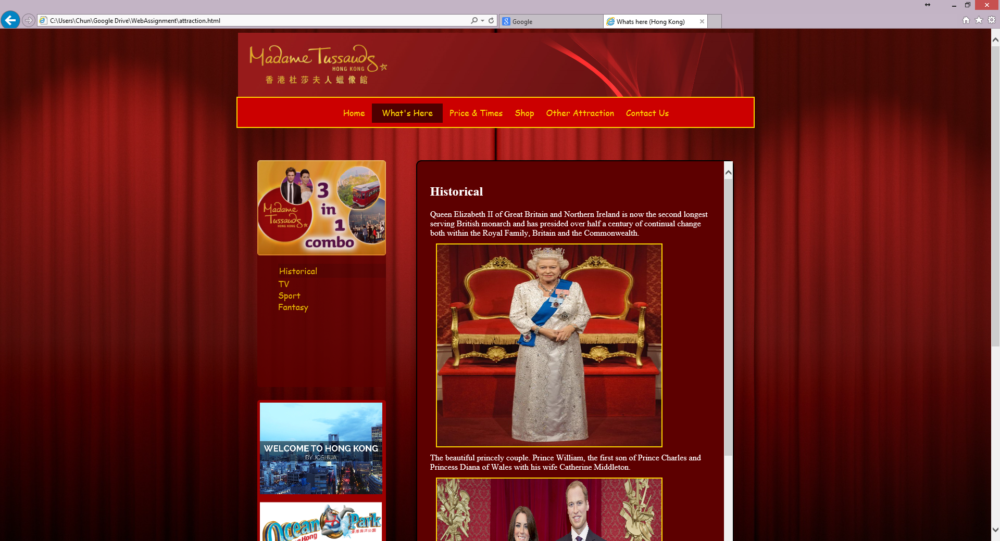 C:\Users\Chun\Google Drive\WebAssignment\attraction.html
Google
Whats here (Hong Kong)
Madame Tussauds
HONG KONG
香港杜莎夫人蠟像館
Home
What's Here
Price & Times
Shop
Other Attraction
Contact Us
3
in
1
combo
Madame
Tussauds
HONG KONG
Historical
TV
Sport
Fantasy
WELCOME TO HONG KONG
BY JOSHUA
Ocean Park
香港海洋公園
Hong Kong
Historical
Queen Elizabeth II of Great Britain and Northern Ireland is now the second longest
serving British monarch and has presided over half a century of continual change
both within the Royal Family, Britain and the Commonwealth.
The beautiful princely couple. Prince William, the first son of Prince Charles and
Princess Diana of Wales with his wife Catherine Middleton.